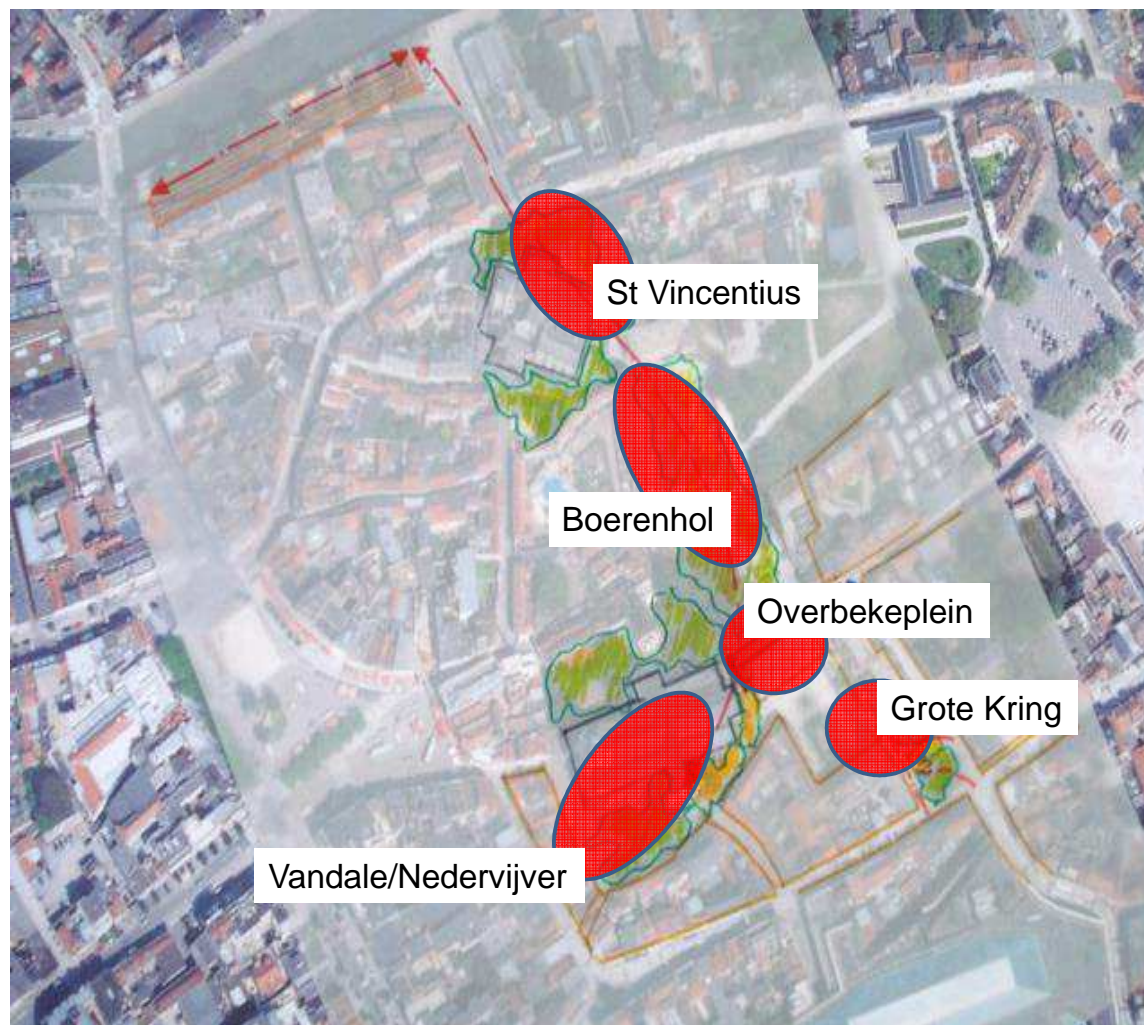 St Vincentius
Boerenhol
Overbekeplein
Grote Kring
Vandale/Nedervijver